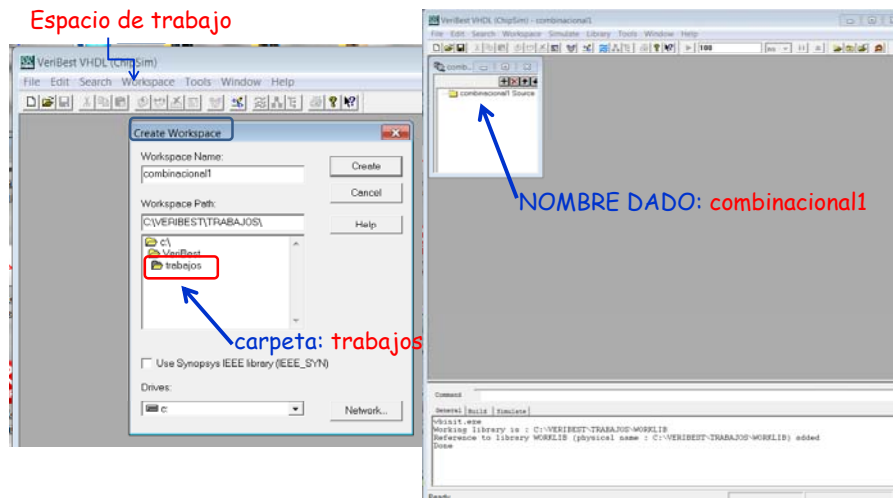 Espacio de trabajo
VeriBest VHDL (ChipSim)
File Edit Search Workspace Tools Window Help
Create Workspace
Workspace Name:
combinacional1
Create
Cancel
Workspace Path:
C:\VERIBEST\TRABAJOS\
Help
c:\
VeriBest
trabajos
carpeta: trabajos
Use Synopsys IEEE library (IEEE_SYN)
Drives:
c:
Network...
VeriBest VHDL (ChipSim) - combinacional1
File Edit Search Workspace Simulate Library Tools Window Help
100
comb..
combinacional1 Source
NOMBRE DADO: combinacional1
Command
General Build Simulate
vbinit.exe
Working library is : C:\VERIBEST\TRABAJOS\WORKLIB
Reference to library WORKLIB (physical name : C:\VERIBEST\TRABAJOS\WORKLIB) added
Done
Ready